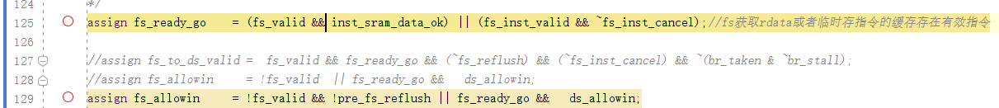 124 */
125 assign fs_ready_go    = (fs_valid && inst_sram_data_ok) || (fs_inst_valid && ~fs_inst_cancel);//fs获取rdata或者临时存指令的缓存存在有效指令
126
127 //assign fs_to_ds_valid =  fs_valid && fs_ready_go && (~fs_reflush) && (~fs_inst_cancel) && ~(br_taken & ~br_stall);
128 //assign fs_allowin     = !fs_valid  || fs_ready_go &&   ds_allowin;
129 assign fs_allowin     = !fs_valid && !pre_fs_reflush || fs_ready_go &&   ds_allowin;